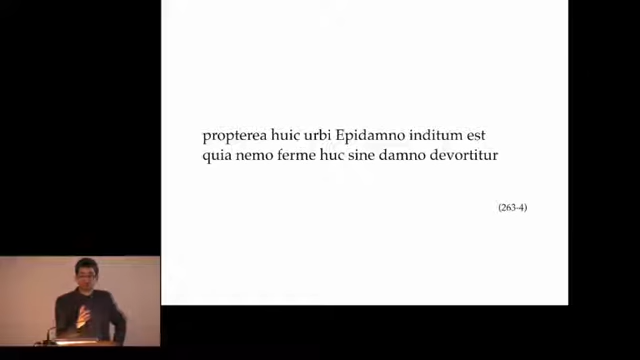 propterea huic urbi Epidamno inditum est
quia nemo ferme huc sine damno devortitur
(263-4)